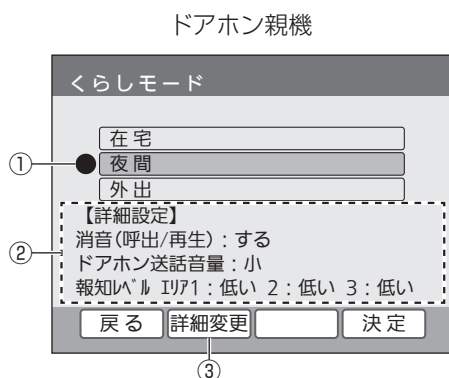 ドアホン親機
くらしモード
在宅
① 夜間
外出
②
【詳細設定】
消音(呼出/再生):する
ドアホン送話音量:小
報知ﾚﾍﾞﾙ ｴﾘｱ1:低い 2:低い 3:低い
戻る 詳細変更 決定
③